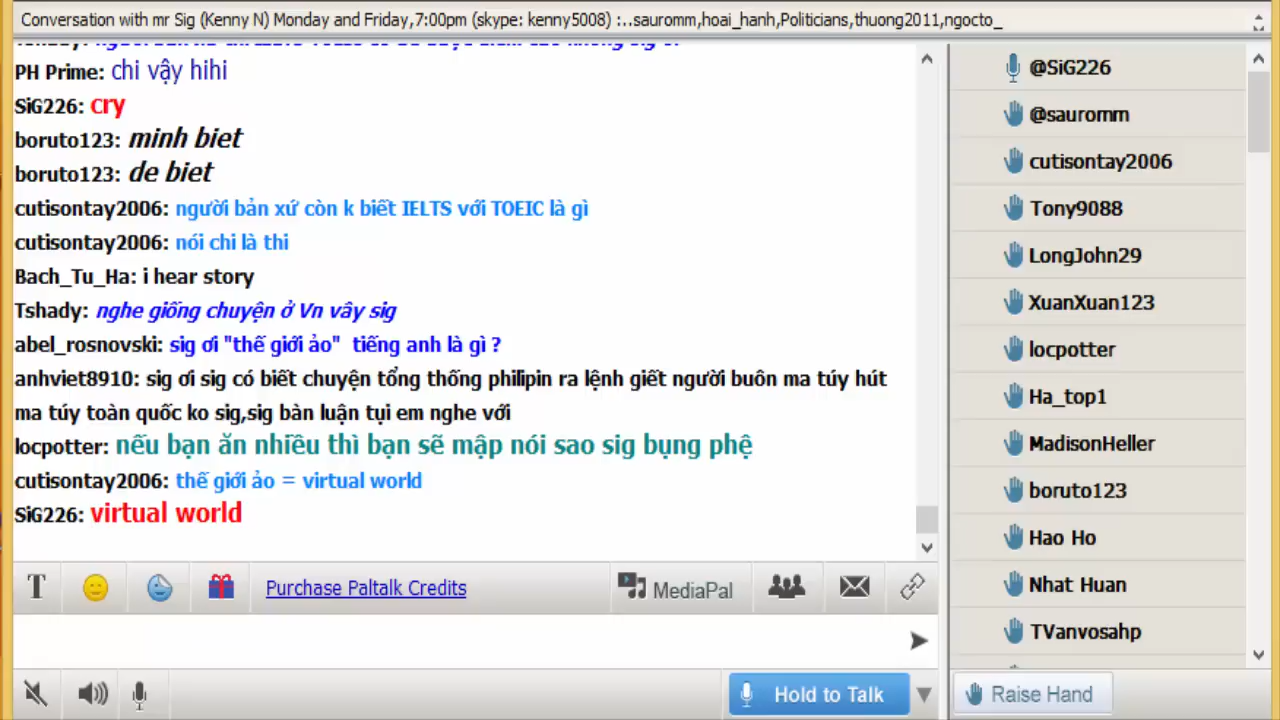 Conversation with mr Sig (Kenny N) Monday and Friday,7:00pm (skype: kenny5008) :..sauromm,hoai_hanh,Politicians,thuong2011,ngocto_
PH Prime: chi vậy hihi
SiG226: cry
boruto123: minh biet
boruto123: de biet
cutisontay2006: người bản xứ còn k biết IELTS với TOEIC là gì
cutisontay2006: nói chi là thi
Bach_Tu_Ha: i hear story
Tshady: nghe giống chuyện ở Vn vây sig
abel_rosnovski: sig ơi "thế giới ảo" tiếng anh là gì ?
anhviet8910: sig ơi sig có biết chuyện tổng thống philipin ra lệnh giết người buôn ma túy hút
ma túy toàn quốc ko sig,sig bàn luận tụi em nghe với
locpotter: nếu bạn ăn nhiều thì bạn sẽ mập nói sao sig bụng phệ
cutisontay2006: thế giới ảo = virtual world
SiG226: virtual world
T
Purchase Paltalk Credits
MediaPal
Hold to Talk
@SiG226
@sauromm
cutisontay2006
Tony9088
LongJohn29
XuanXuan123
locpotter
Ha_top1
MadisonHeller
boruto123
Hao Ho
Nhat Huan
TVanvosahp
Raise Hand